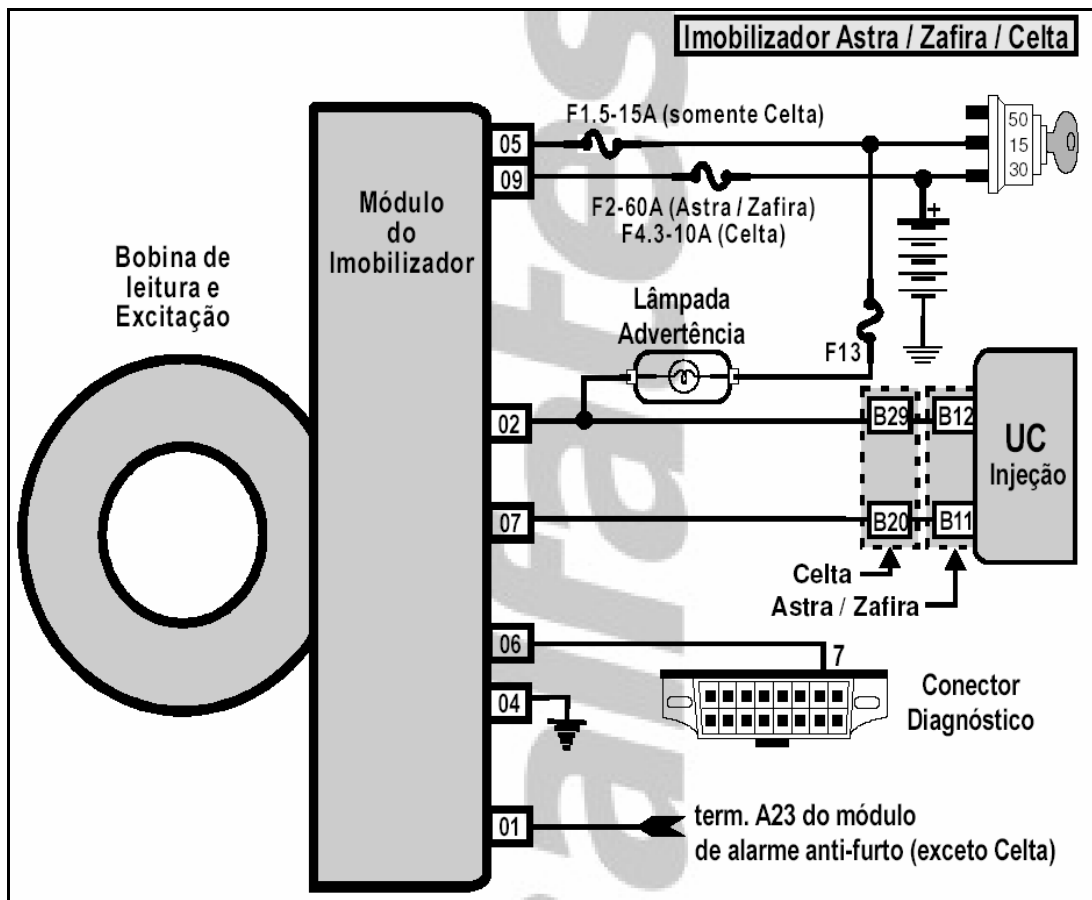 Imobilizador Astra / Zafira / Celta
F1.5-15A (somente Celta)
50
15
30
05
09
F2-60A (Astra / Zafira)
F4.3-10A (Celta)
+
Módulo
do
Imobilizador
Bobina de
leitura e
Excitação
Lâmpada
Advertência
F13
02
B29
B12
UC
Injeção
07
B20
B11
Celta
Astra / Zafira
06
7
04
Conector
Diagnóstico
01
term. A23 do módulo
de alarme anti-furto (exceto Celta)